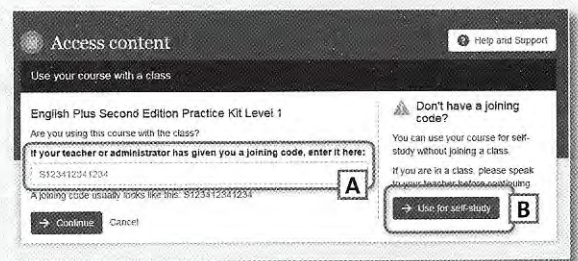 Access content
Help and Support
Use your course with a class
English Plus Second Edition Practice Kit Level 1
Are you using this course with the class?
If your teacher or administrator has given you a joining code, enter it here:
S123412341234
A
A joining code usually looks like this: S123412341234
→ Continue Cancel
Don't have a joining
code?
You can use your course for self-
study without joining a class.
If you are in a class, please speak
to your teacher before continuing
→ Use for self-study
B